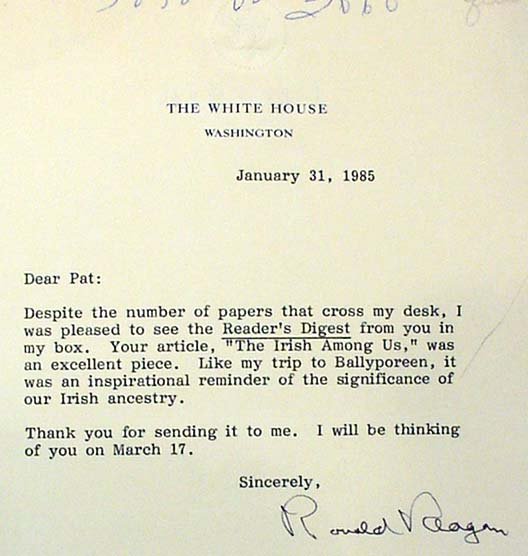 THE WHITE HOUSE
WASHINGTON
January 31, 1985
Dear Pat:
Despite the number of papers that cross my desk, I
was pleased to see the Reader's Digest from you in
my box. Your article, "The Irish Among Us," was
an excellent piece. Like my trip to Ballyporeen, it
was an inspirational reminder of the significance of
our Irish ancestry.
Thank you for sending it to me. I will be thinking
of you on March 17.
Sincerely,
Ronald Reagan